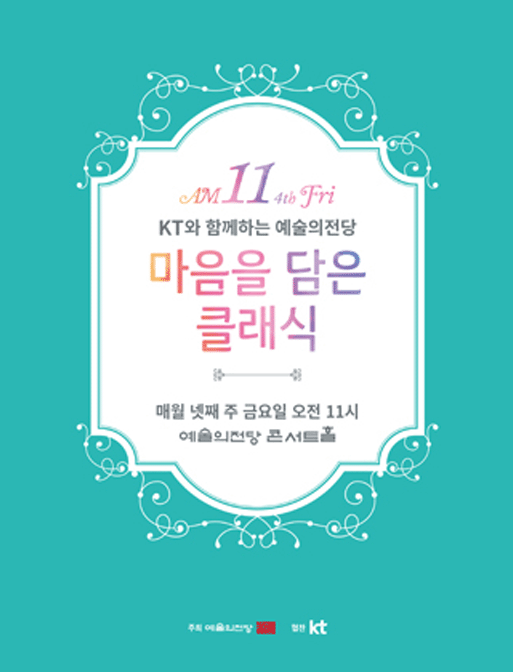 AM 11 4th Fri
KT와 함께하는 예술의전당
마음을 담은
클래식
매월 넷째 주 금요일 오전 11시
예술의전당 콘서트홀
주최 예술의전당 협찬 kt